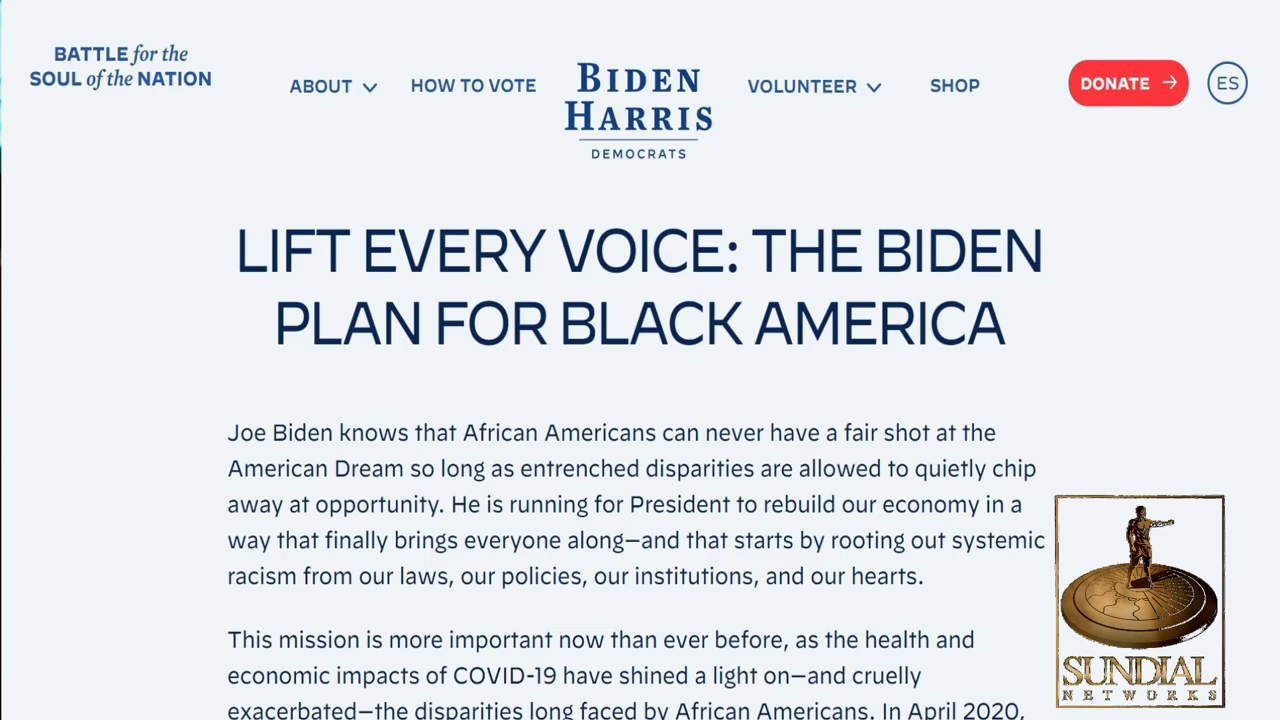 BATTLE for the
SOUL of the NATION
ABOUT
HOW TO VOTE
BIDEN
HARRIS
DEMOCRATS
VOLUNTEER
SHOP
DONATE →
ES
LIFT EVERY VOICE: THE BIDEN
PLAN FOR BLACK AMERICA
Joe Biden knows that African Americans can never have a fair shot at the
American Dream so long as entrenched disparities are allowed to quietly chip
away at opportunity. He is running for President to rebuild our economy in a
way that finally brings everyone along—and that starts by rooting out systemic
racism from our laws, our policies, our institutions, and our hearts.
This mission is more important now than ever before, as the health and
economic impacts of COVID-19 have shined a light on—and cruelly
exacerbated—the disparities long faced by African Americans. In April 2020,
SUNDIAL
NETWORKS